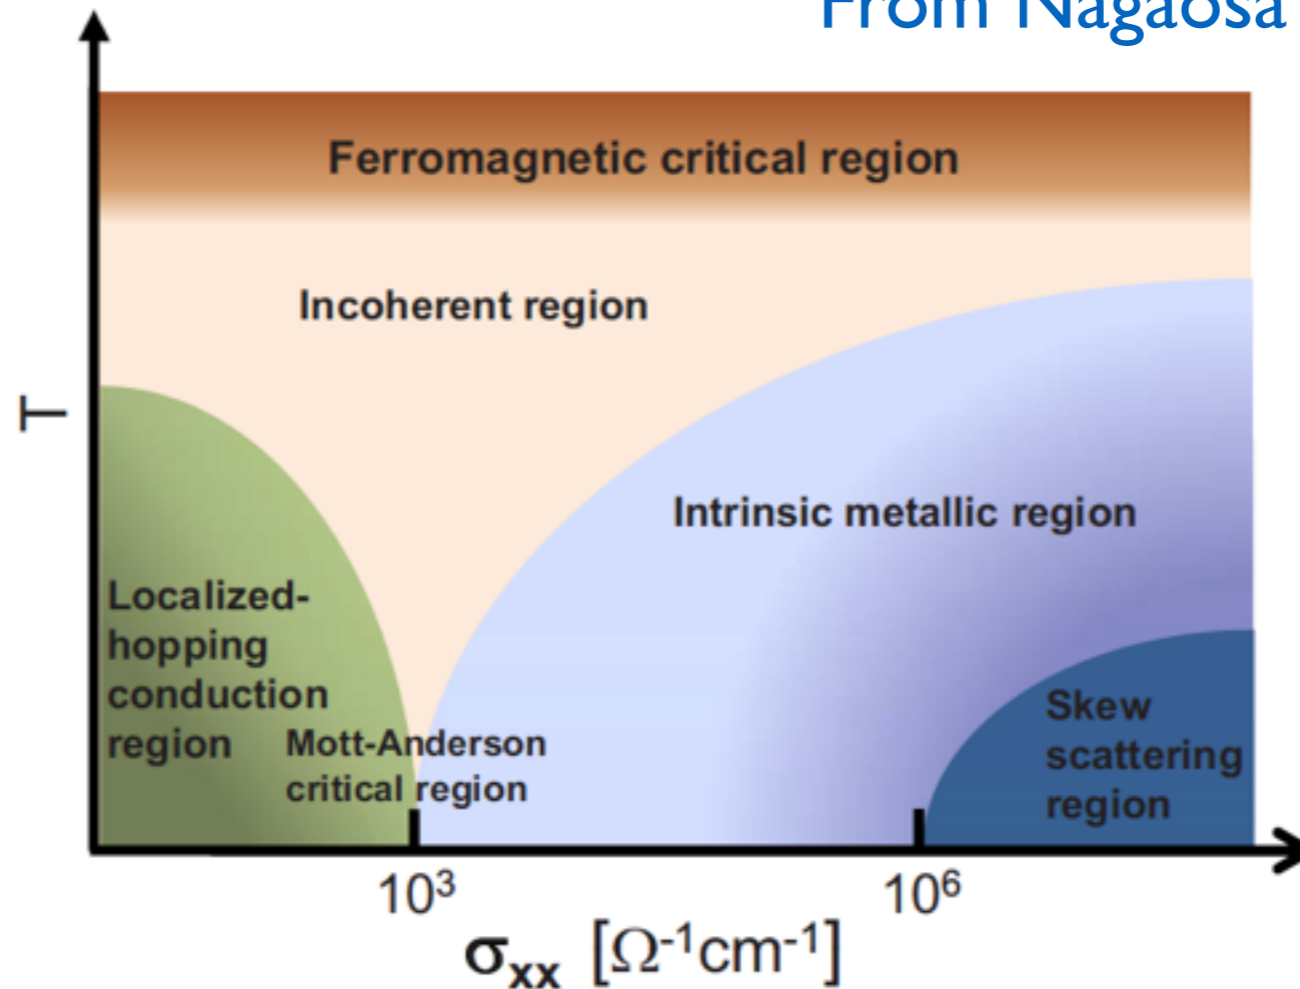 From Nagaosa
Ferromagnetic critical region
Incoherent region
T
Intrinsic metallic region
Localized-
hopping
conduction
region
Mott-Anderson
critical region
Skew
scattering
region
10³
10⁶
σxx [Ω⁻¹cm⁻¹]